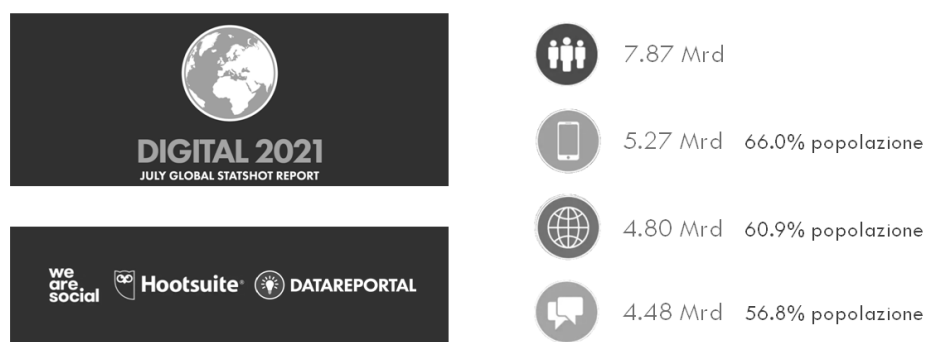 DIGITAL 2021
JULY GLOBAL STATSHOT REPORT
we
are.
social
Hootsuite®
DATAREPORTAL
7.87 Mrd
5.27 Mrd 66.0% popolazione
4.80 Mrd 60.9% popolazione
4.48 Mrd 56.8% popolazione